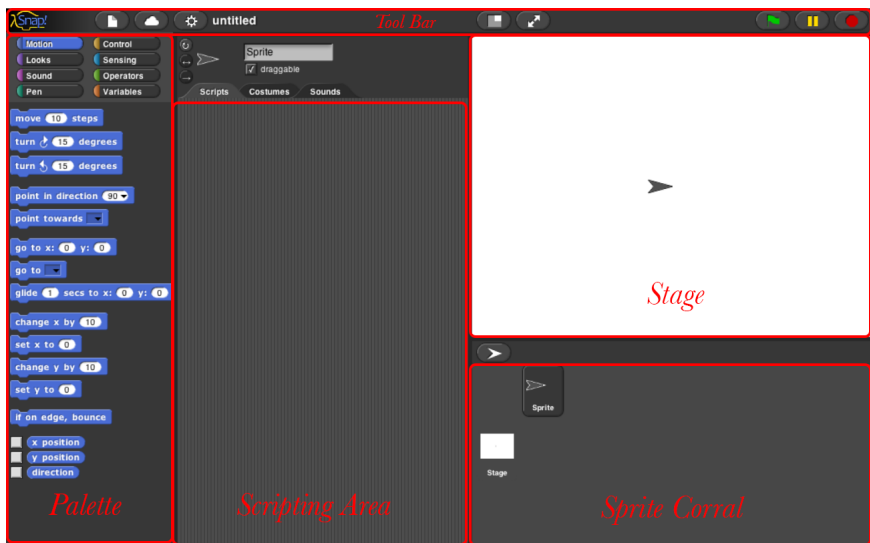 Snap!
untitled
Tool Bar
Motion
Control
Looks
Sensing
Sound
Operators
Pen
Variables
Sprite
draggable
Scripts
Costumes
Sounds
move 10 steps
turn 15 degrees
turn 15 degrees
point in direction 90
point towards
go to x: 0 y: 0
go to
glide 1 secs to x: 0 y: 0
change x by 10
set x to 0
change y by 10
set y to 0
if on edge, bounce
x position
y position
direction
Palette
Scripting Area
Stage
Sprite
Stage
Sprite Corral